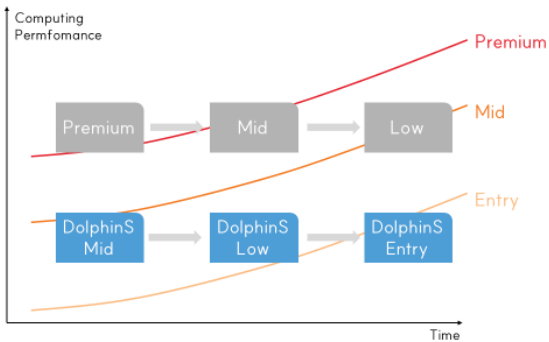 Computing
Permfomance
Premium
Premium
Mid
Low
Mid
DolphinS
Mid
DolphinS
Low
DolphinS
Entry
Entry
Time